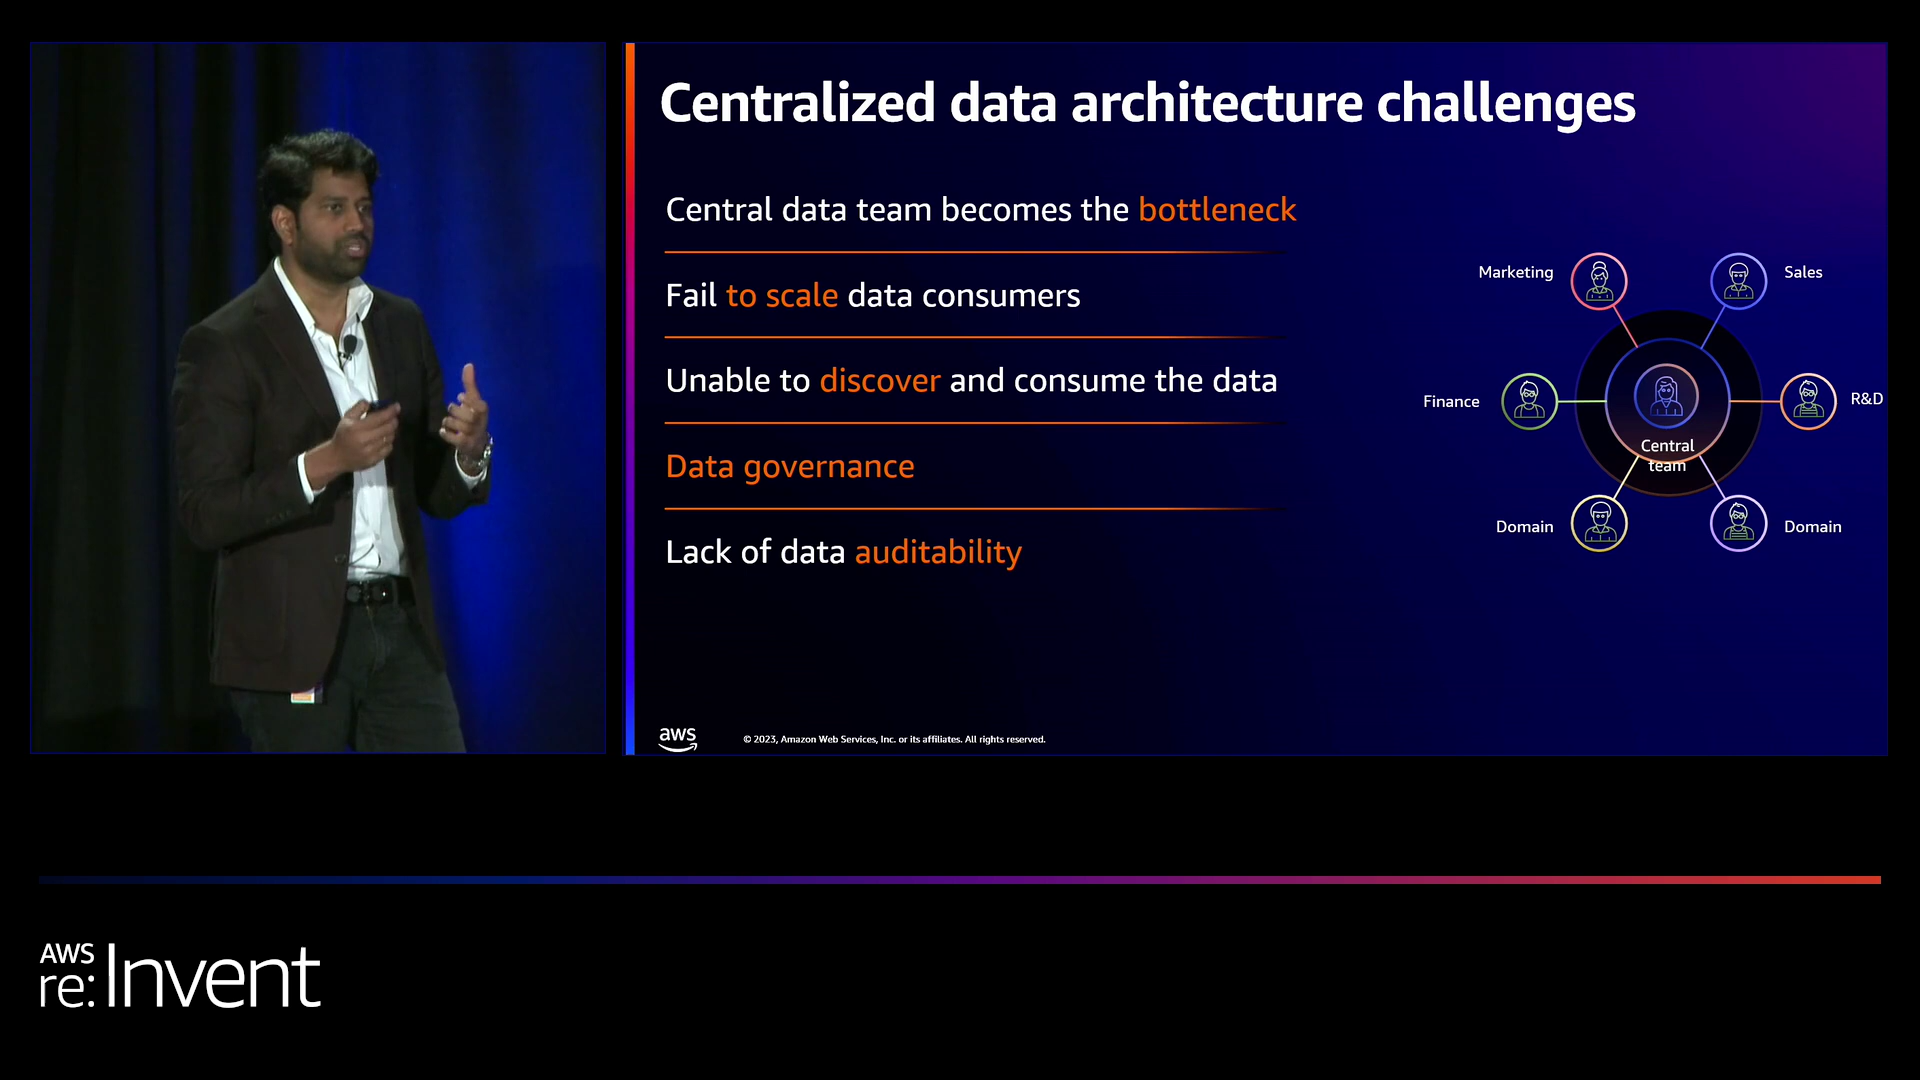 Centralized data architecture challenges
Central data team becomes the bottleneck
Fail to scale data consumers
Unable to discover and consume the data
Data governance
Lack of data auditability
Marketing
Sales
Finance
R&D
Central
team
Domain
Domain
aws
© 2023, Amazon Web Services, Inc. or its affiliates. All rights reserved.
AWS
re:Invent